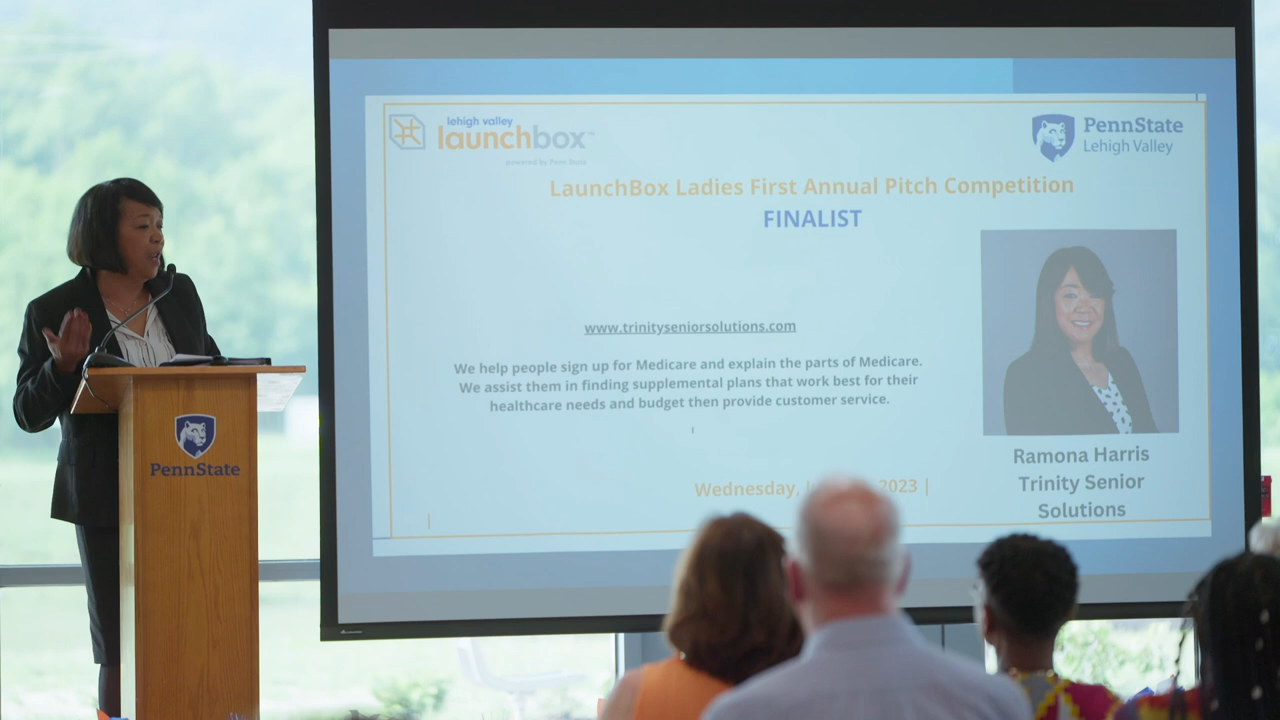 lehigh valley
launchbox™
powered by Penn State
PennState
Lehigh Valley
LaunchBox Ladies First Annual Pitch Competition
FINALIST
www.trinityseniorsolutions.com
We help people sign up for Medicare and explain the parts of Medicare.
We assist them in finding supplemental plans that work best for their
healthcare needs and budget then provide customer service.
Ramona Harris
Trinity Senior
Solutions
Wednesday, 2023 |
PennState